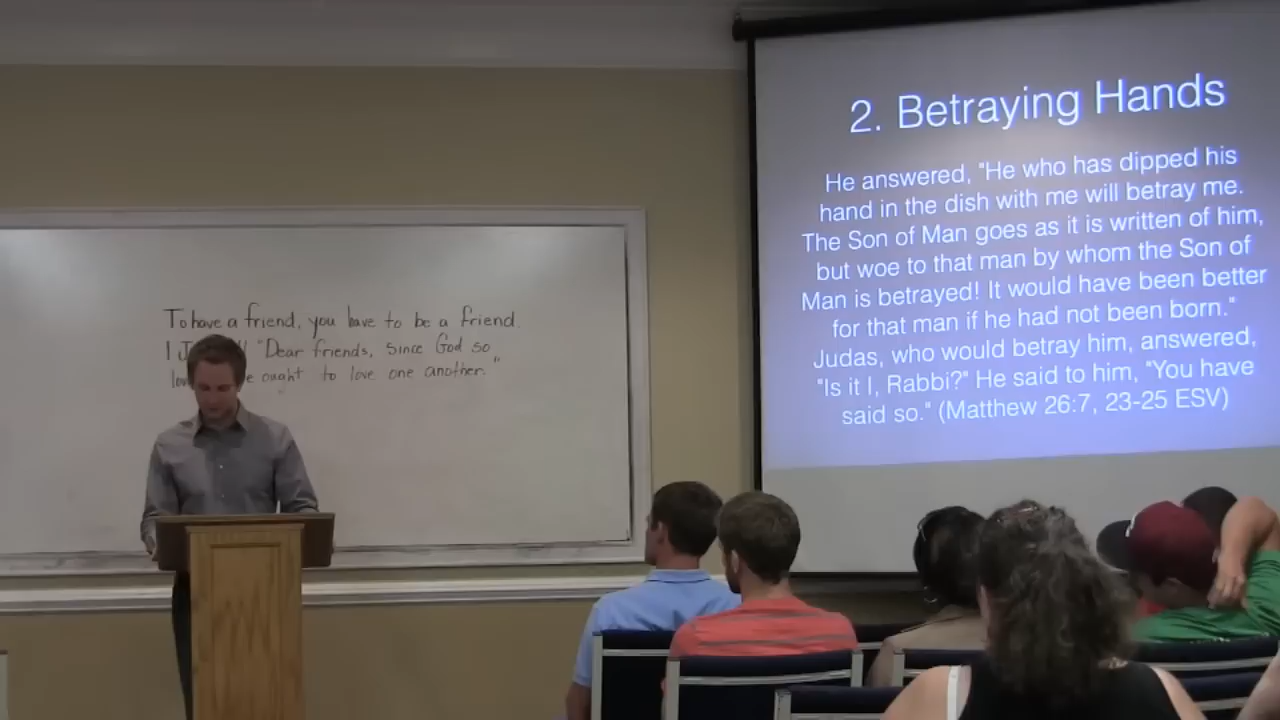 To have a friend, you have to be a friend.
1 "Dear friends, since God so
ought to love one another."
2. Betraying Hands
He answered, "He who has dipped his
hand in the dish with me will betray me.
The Son of Man goes as it is written of him,
but woe to that man by whom the Son of
Man is betrayed! It would have been better
for that man if he had not been born."
Judas, who would betray him, answered,
"Is it I, Rabbi?" He said to him, "You have
said so." (Matthew 26:7, 23-25 ESV)